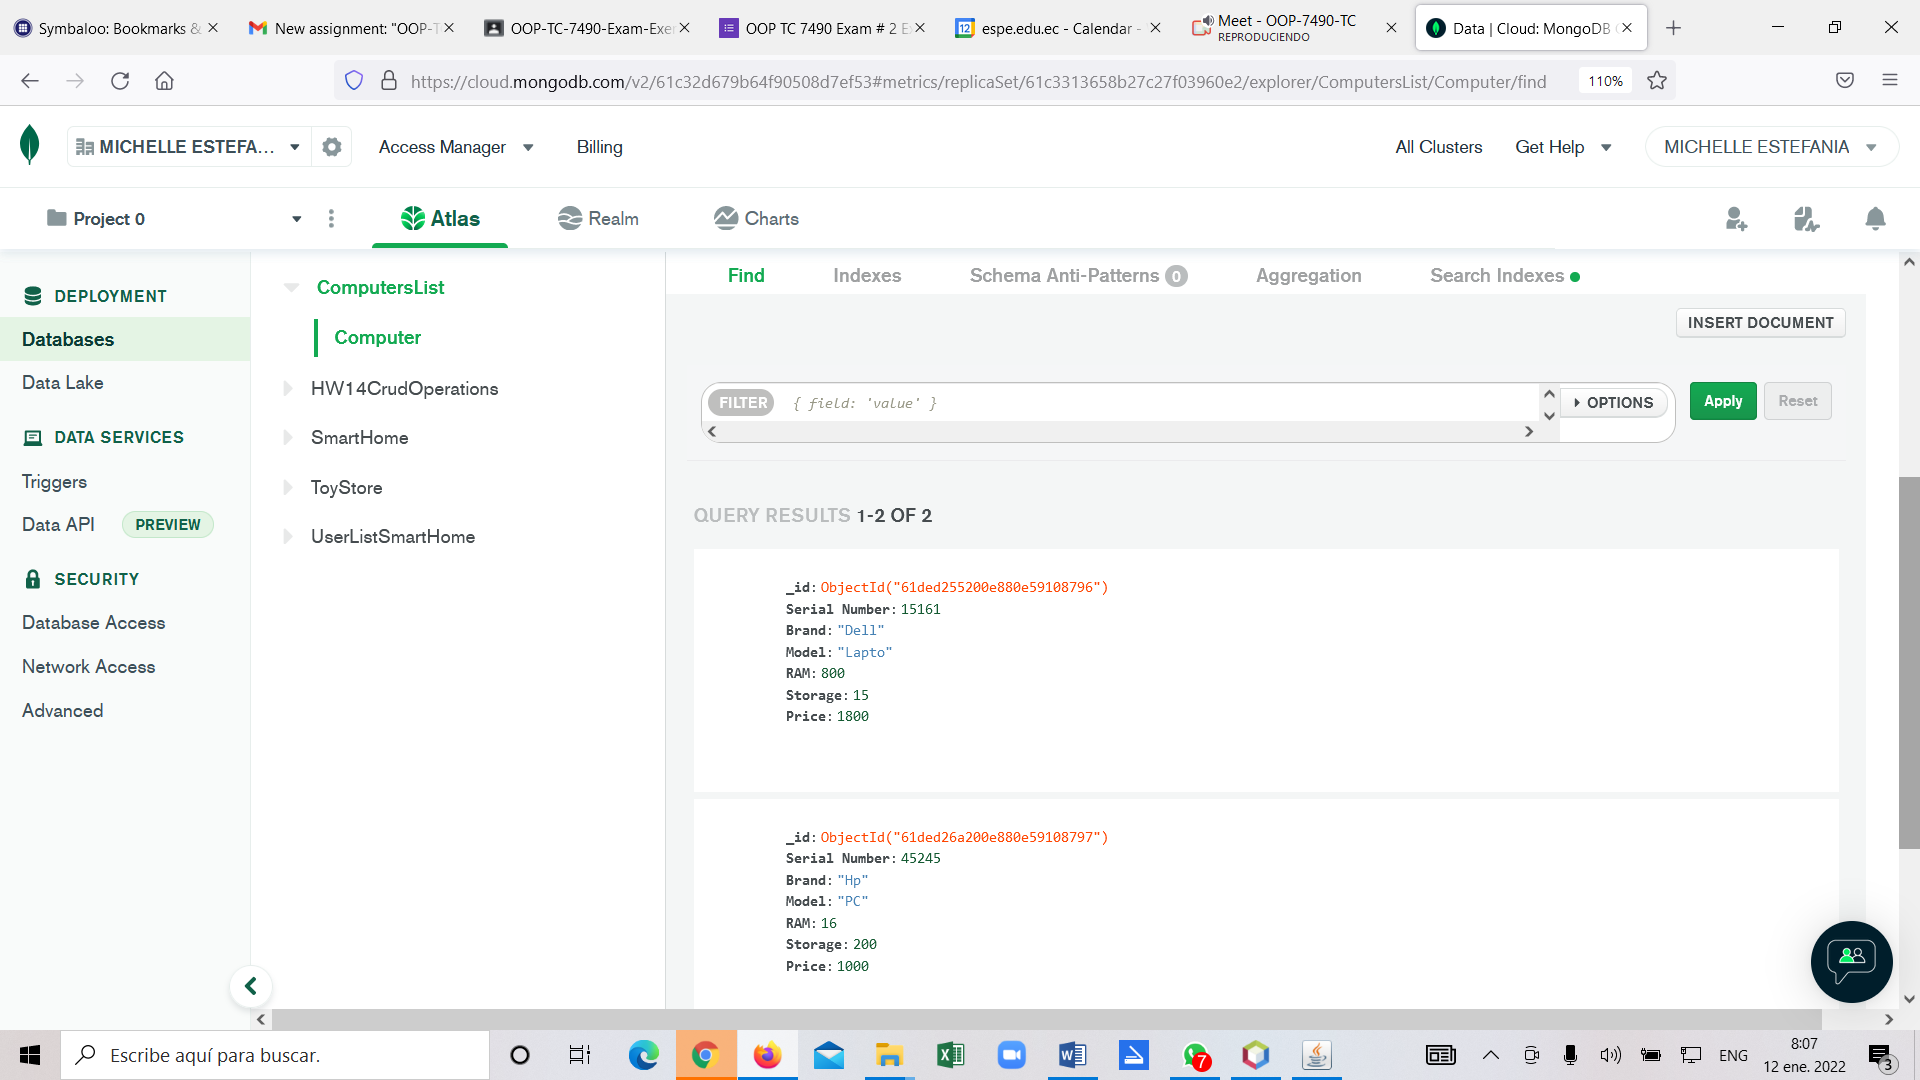 Symbaloo: Bookmarks &
New assignment: "OOP-T
OOP-TC-7490-Exam-Exer
OOP TC 7490 Exam # 2 E
espe.edu.ec - Calendar -
Meet - OOP-7490-TC
REPRODUCIENDO
Data | Cloud: MongoDB C
https://cloud.mongodb.com/v2/61c32d679b64f90508d7ef53#metrics/replicaSet/61c3313658b27c27f03960e2/explorer/ComputersList/Computer/find
110%
MICHELLE ESTEFA...
Access Manager
Billing
All Clusters
Get Help
MICHELLE ESTEFANIA
Project 0
Atlas
Realm
Charts
DEPLOYMENT
Databases
Data Lake
DATA SERVICES
Triggers
Data API PREVIEW
SECURITY
Database Access
Network Access
Advanced
ComputersList
Computer
HW14CrudOperations
SmartHome
ToyStore
UserListSmartHome
Find
Indexes
Schema Anti-Patterns 0
Aggregation
Search Indexes
INSERT DOCUMENT
FILTER { field: 'value' }
OPTIONS
Apply
Reset
QUERY RESULTS 1-2 OF 2
_id: ObjectId("61ded255200e880e59108796")
Serial Number: 15161
Brand: "Dell"
Model: "Lapto"
RAM: 800
Storage: 15
Price: 1800
_id: ObjectId("61ded26a200e880e59108797")
Serial Number: 45245
Brand: "Hp"
Model: "PC"
RAM: 16
Storage: 200
Price: 1000
Escribe aquí para buscar.
7
ENG
8:07
12 ene. 2022
3